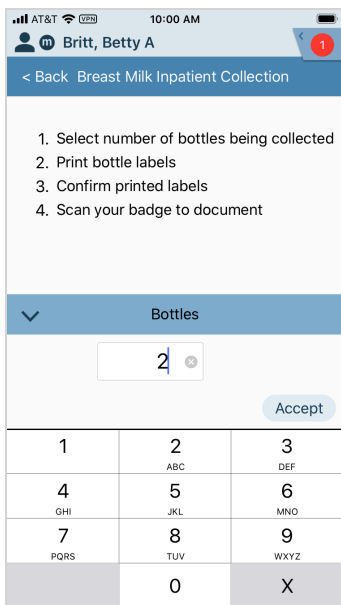 AT&T VPN 10:00 AM
m Britt, Betty A
< 1
< Back Breast Milk Inpatient Collection
1. Select number of bottles being collected
2. Print bottle labels
3. Confirm printed labels
4. Scan your badge to document
Bottles
2
Accept
1 2 3
ABC DEF
4 5 6
GHI JKL MNO
7 8 9
PQRS TUV WXYZ
0 X